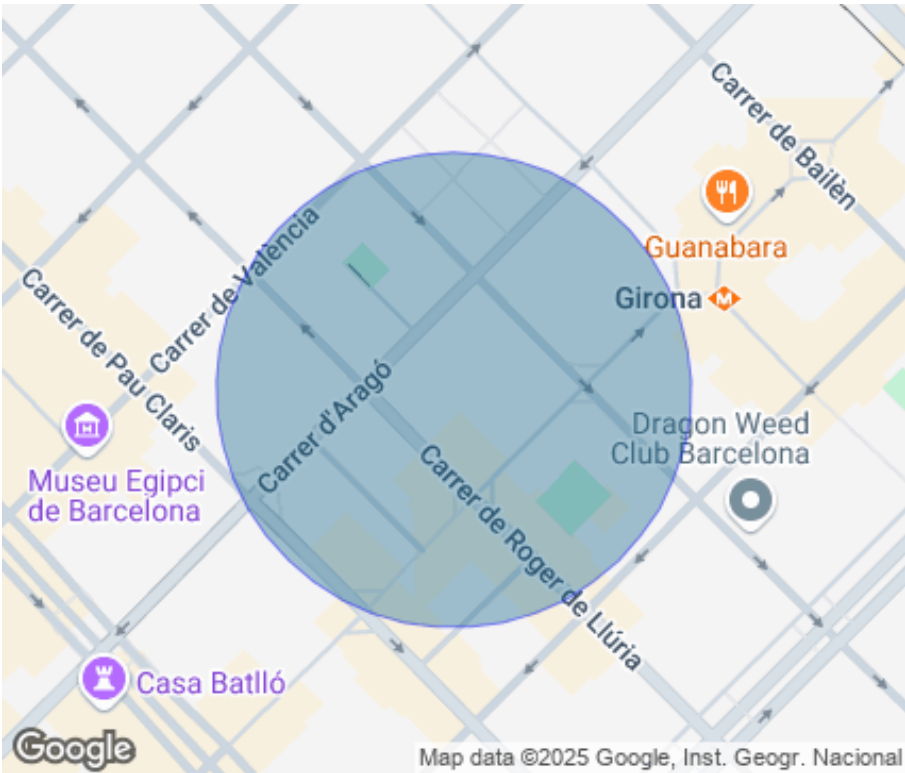 Carrer de Bailèn
Guanabara
Carrer de València
Girona
M
Carrer de Pau Claris
Carrer d'Aragó
Dragon Weed
Club Barcelona
Museu Egipci
de Barcelona
Carrer de Roger de Llúria
Casa Batlló
Google
Map data ©2025 Google, Inst. Geogr. Nacional